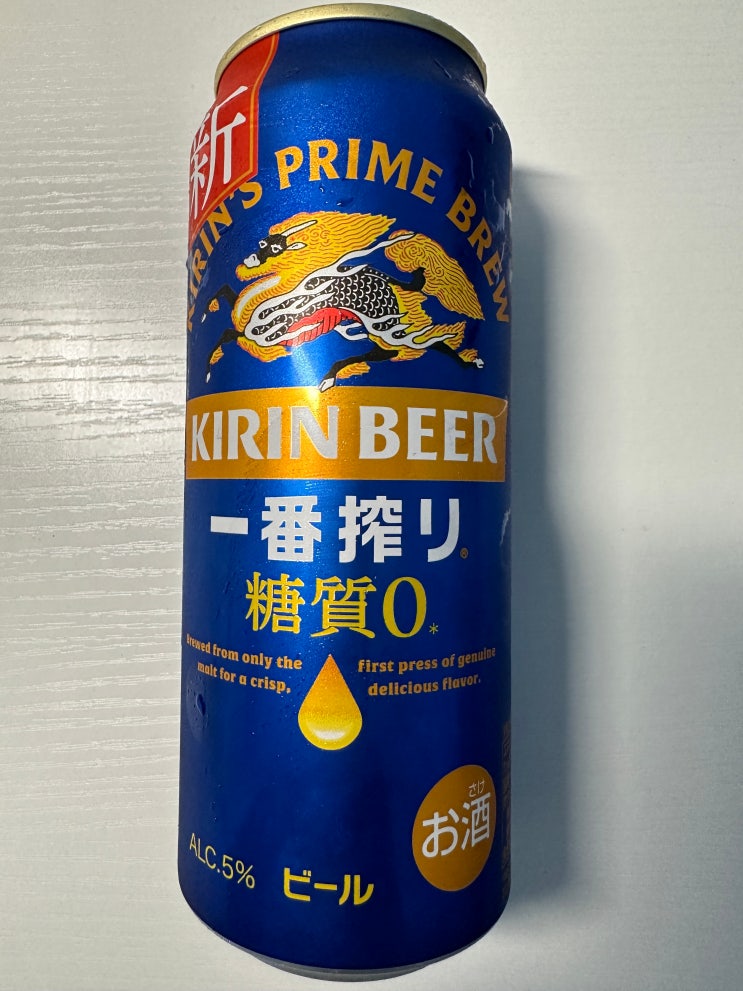 新
KIRIN'S PRIME BREW
KIRIN BEER
一番搾り®
糖質0*
Brewed from only the
malt for a crisp,
first press of genuine
delicious flavor.
さけ
お酒
ALC.5%
ビール